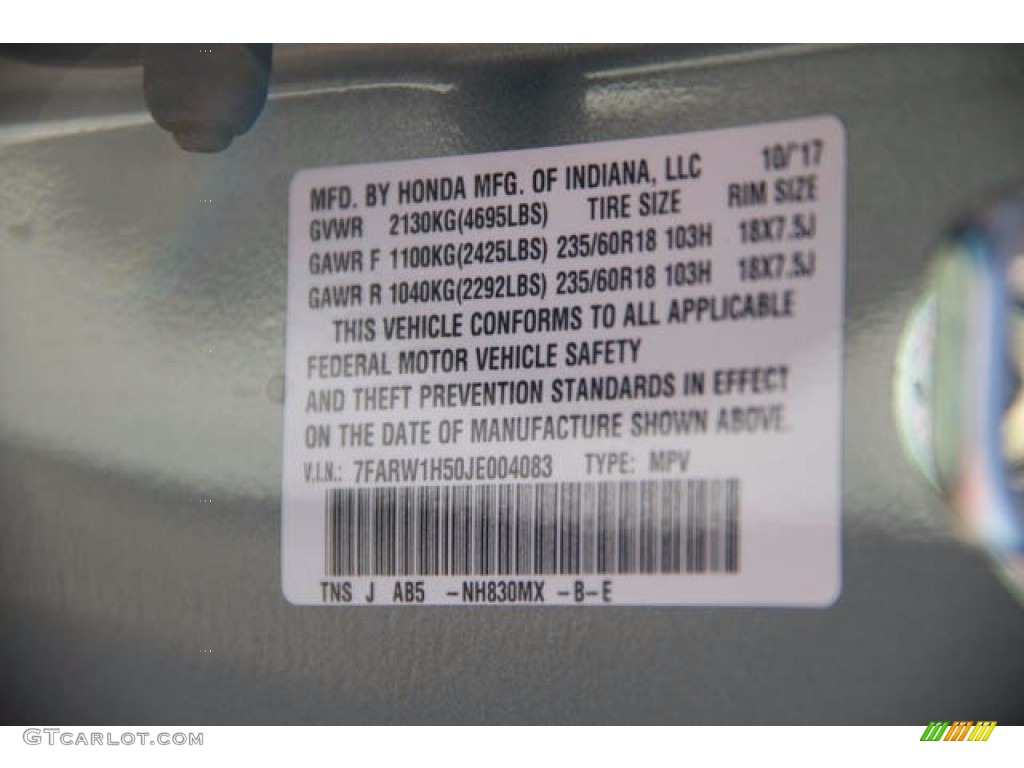 MFD. BY HONDA MFG. OF INDIANA, LLC 10/'17
GVWR 2130KG(4695LBS) TIRE SIZE RIM SIZE
GAWR F 1100KG(2425LBS) 235/60R18 103H 18X7.5J
GAWR R 1040KG(2292LBS) 235/60R18 103H 18X7.5J
THIS VEHICLE CONFORMS TO ALL APPLICABLE
FEDERAL MOTOR VEHICLE SAFETY
AND THEFT PREVENTION STANDARDS IN EFFECT
ON THE DATE OF MANUFACTURE SHOWN ABOVE.
V.I.N.: 7FARW1H50JE004083 TYPE: MPV
TNS J AB5 -NH830MX -B-E
GTcarlot.com